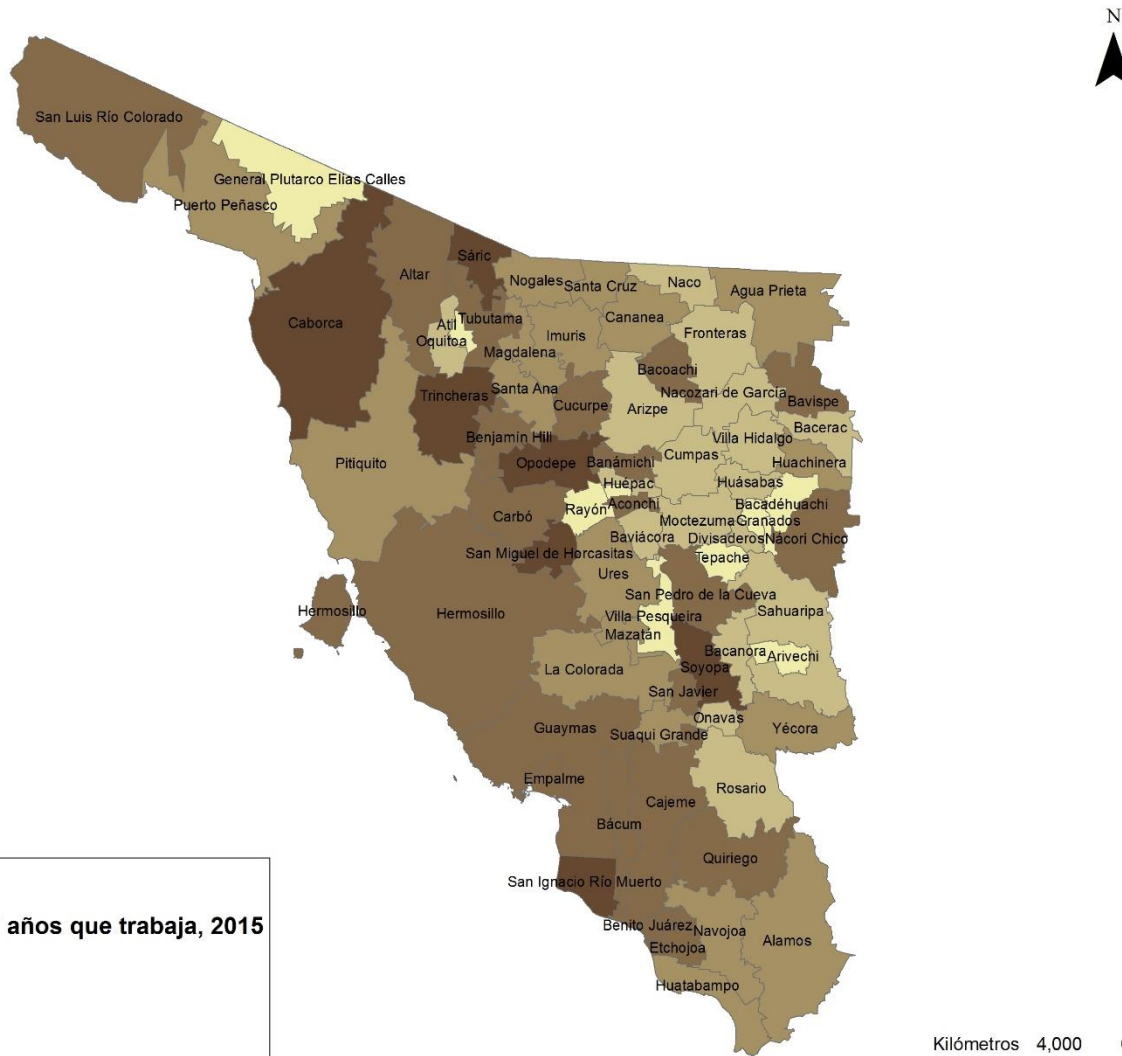 N
San Luis Río Colorado
General Plutarco Elías Calles
Puerto Peñasco
Sáric
Altar
Nogales
Santa Cruz
Naco
Agua Prieta
Caborca
Atil
Tubutama
Oquitoa
Cananea
Imuris
Fronteras
Magdalena
Bacoachi
Santa Ana
Trincheras
Cucurpe
Arizpe
Nacozari de García
Bavispe
Bacerac
Benjamín Hill
Villa Hidalgo
Pitiquito
Opodepe
Banámichi
Cumpas
Huachinera
Huépac
Huásabas
Rayón
Aconchi
Bacadéhuachi
Carbó
Moctezuma
Granados
Baviácora
Divisaderos
Nácori Chico
San Miguel de Horcasitas
Tepache
Ures
San Pedro de la Cueva
Hermosillo
Hermosillo
Sahuaripa
Villa Pesqueira
Mazatán
Bacanora
Arivechi
La Colorada
Soyopa
San Javier
Onavas
Guaymas
Suaqui Grande
Yécora
Empalme
Rosario
Cajeme
Bácum
Quiriego
San Ignacio Río Muerto
Benito Juárez
Navojoa
Etchojoa
Alamos
Huatabampo
años que trabaja, 2015
Kilómetros 4,000